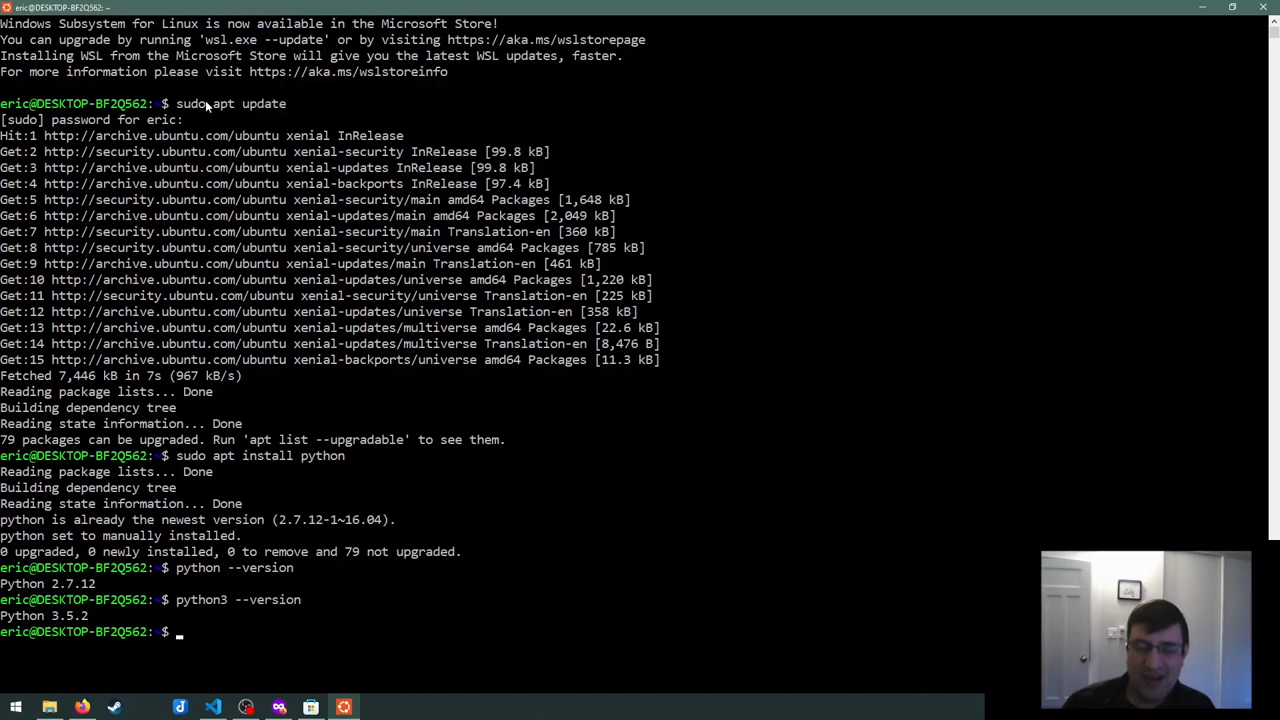 eric@DESKTOP-BF2Q562: ~
Windows Subsystem for Linux is now available in the Microsoft Store!
You can upgrade by running 'wsl.exe --update' or by visiting https://aka.ms/wslstorepage
Installing WSL from the Microsoft Store will give you the latest WSL updates, faster.
For more information please visit https://aka.ms/wslstoreinfo
eric@DESKTOP-BF2Q562:~$ sudo apt update
[sudo] password for eric:
Hit:1 http://archive.ubuntu.com/ubuntu xenial InRelease
Get:2 http://security.ubuntu.com/ubuntu xenial-security InRelease [99.8 kB]
Get:3 http://archive.ubuntu.com/ubuntu xenial-updates InRelease [99.8 kB]
Get:4 http://archive.ubuntu.com/ubuntu xenial-backports InRelease [97.4 kB]
Get:5 http://security.ubuntu.com/ubuntu xenial-security/main amd64 Packages [1,648 kB]
Get:6 http://archive.ubuntu.com/ubuntu xenial-updates/main amd64 Packages [2,049 kB]
Get:7 http://security.ubuntu.com/ubuntu xenial-security/main Translation-en [360 kB]
Get:8 http://security.ubuntu.com/ubuntu xenial-security/universe amd64 Packages [785 kB]
Get:9 http://archive.ubuntu.com/ubuntu xenial-updates/main Translation-en [461 kB]
Get:10 http://archive.ubuntu.com/ubuntu xenial-updates/universe amd64 Packages [1,220 kB]
Get:11 http://security.ubuntu.com/ubuntu xenial-security/universe Translation-en [225 kB]
Get:12 http://archive.ubuntu.com/ubuntu xenial-updates/universe Translation-en [358 kB]
Get:13 http://archive.ubuntu.com/ubuntu xenial-updates/multiverse amd64 Packages [22.6 kB]
Get:14 http://archive.ubuntu.com/ubuntu xenial-updates/multiverse Translation-en [8,476 B]
Get:15 http://archive.ubuntu.com/ubuntu xenial-backports/universe amd64 Packages [11.3 kB]
Fetched 7,446 kB in 7s (967 kB/s)
Reading package lists... Done
Building dependency tree
Reading state information... Done
79 packages can be upgraded. Run 'apt list --upgradable' to see them.
eric@DESKTOP-BF2Q562:~$ sudo apt install python
Reading package lists... Done
Building dependency tree
Reading state information... Done
python is already the newest version (2.7.12-1~16.04).
python set to manually installed.
0 upgraded, 0 newly installed, 0 to remove and 79 not upgraded.
eric@DESKTOP-BF2Q562:~$ python --version
Python 2.7.12
eric@DESKTOP-BF2Q562:~$ python3 --version
Python 3.5.2
eric@DESKTOP-BF2Q562:~$